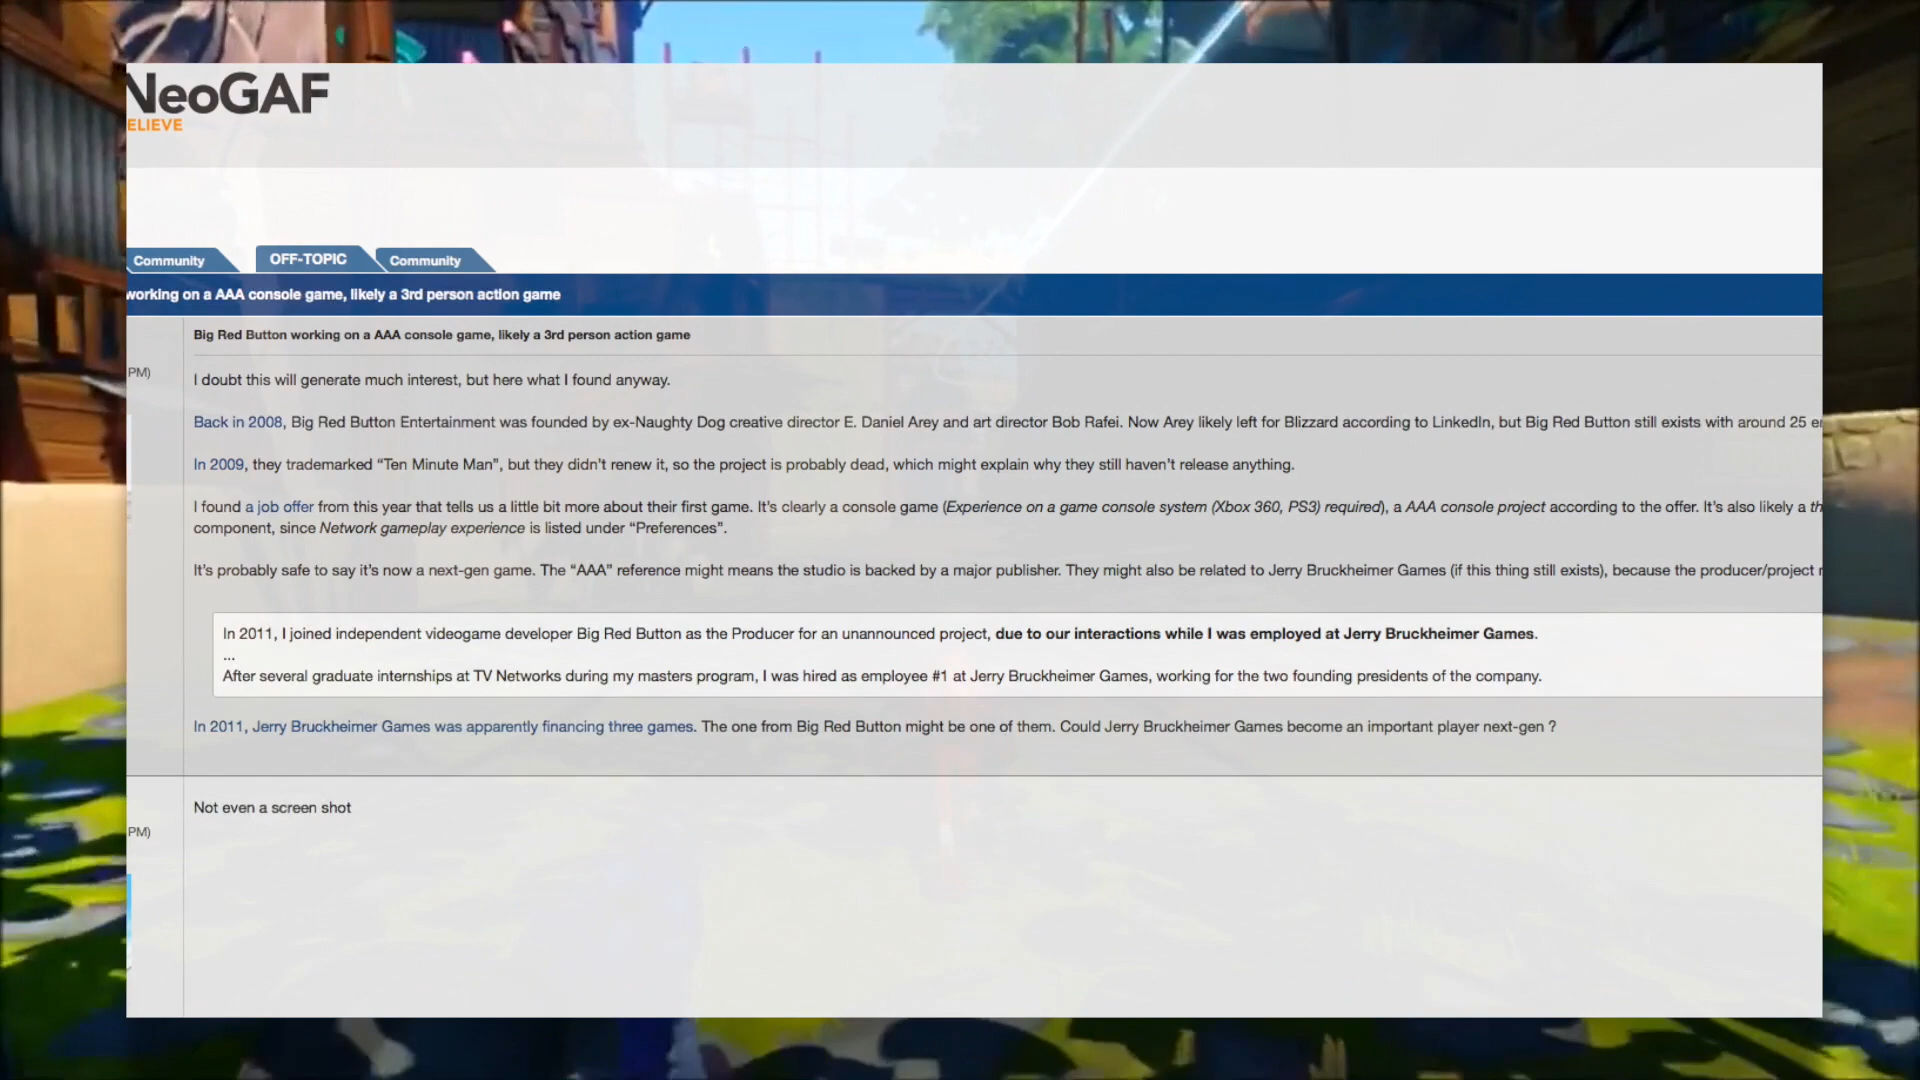 NeoGAF
ELIEVE
Community
OFF-TOPIC
Community
working on a AAA console game, likely a 3rd person action game
Big Red Button working on a AAA console game, likely a 3rd person action game
PM)
I doubt this will generate much interest, but here what I found anyway.
Back in 2008, Big Red Button Entertainment was founded by ex-Naughty Dog creative director E. Daniel Arey and art director Bob Rafei. Now Arey likely left for Blizzard according to LinkedIn, but Big Red Button still exists with around 25
In 2009, they trademarked “Ten Minute Man”, but they didn’t renew it, so the project is probably dead, which might explain why they still haven’t release anything.
I found a job offer from this year that tells us a little bit more about their first game. It’s clearly a console game (Experience on a game console system (Xbox 360, PS3) required), a AAA console project according to the offer. It’s also likely a th
component, since Network gameplay experience is listed under “Preferences”.
It’s probably safe to say it’s now a next-gen game. The “AAA” reference might means the studio is backed by a major publisher. They might also be related to Jerry Bruckheimer Games (if this thing still exists), because the producer/project
In 2011, I joined independent videogame developer Big Red Button as the Producer for an unannounced project, due to our interactions while I was employed at Jerry Bruckheimer Games.
...
After several graduate internships at TV Networks during my masters program, I was hired as employee #1 at Jerry Bruckheimer Games, working for the two founding presidents of the company.
In 2011, Jerry Bruckheimer Games was apparently financing three games. The one from Big Red Button might be one of them. Could Jerry Bruckheimer Games become an important player next-gen ?
Not even a screen shot
PM)